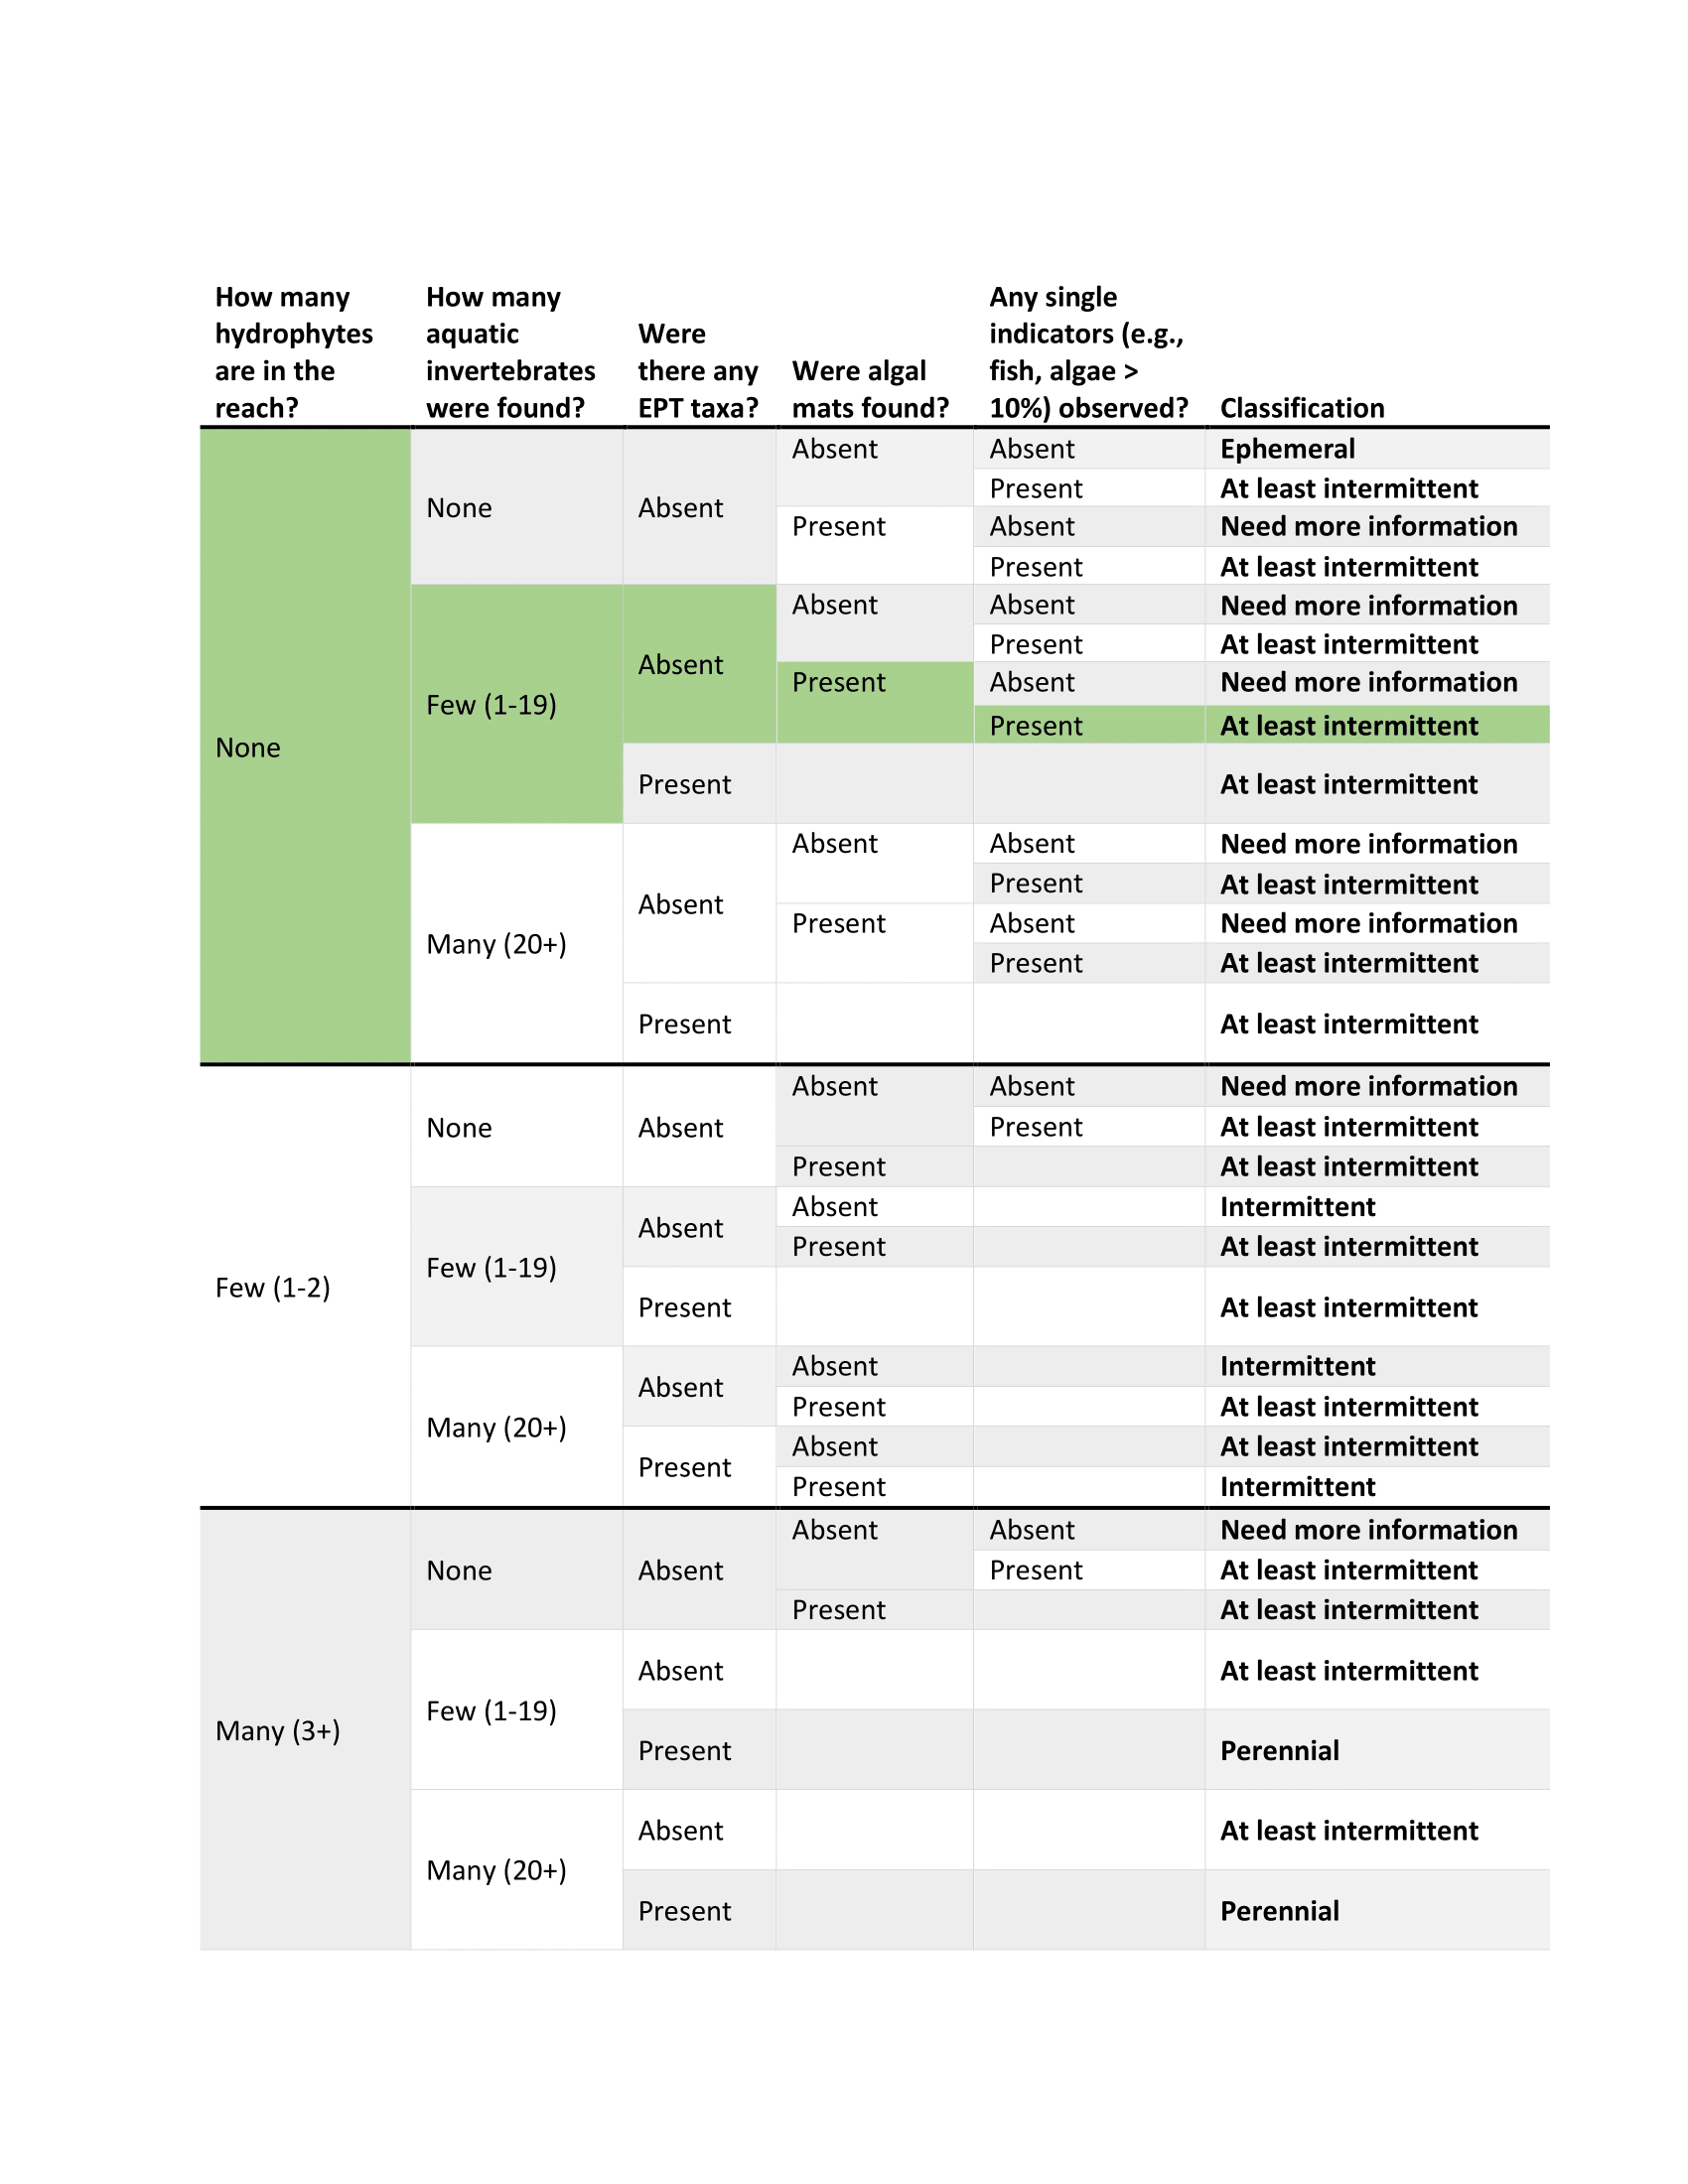 How many
hydrophytes
are in the
reach?
How many
aquatic
invertebrates
were found?
Were
there any
EPT taxa?
Were algal
mats found?
Any single
indicators (e.g.,
fish, algae >
10%) observed?
Classification
None
None
Absent
Absent
Absent
Ephemeral
Present
At least intermittent
Present
Absent
Need more information
Present
At least intermittent
Few (1-19)
Absent
Absent
Absent
Need more information
Present
At least intermittent
Present
Absent
Need more information
Present
At least intermittent
Present
At least intermittent
Many (20+)
Absent
Absent
Absent
Need more information
Present
At least intermittent
Present
Absent
Need more information
Present
At least intermittent
Present
At least intermittent
Few (1-2)
None
Absent
Absent
Absent
Need more information
Present
At least intermittent
Present
At least intermittent
Few (1-19)
Absent
Absent
Intermittent
Present
At least intermittent
Present
At least intermittent
Many (20+)
Absent
Absent
Intermittent
Present
At least intermittent
Present
Absent
At least intermittent
Present
Intermittent
Many (3+)
None
Absent
Absent
Absent
Need more information
Present
At least intermittent
Present
At least intermittent
Few (1-19)
Absent
At least intermittent
Present
Perennial
Many (20+)
Absent
At least intermittent
Present
Perennial